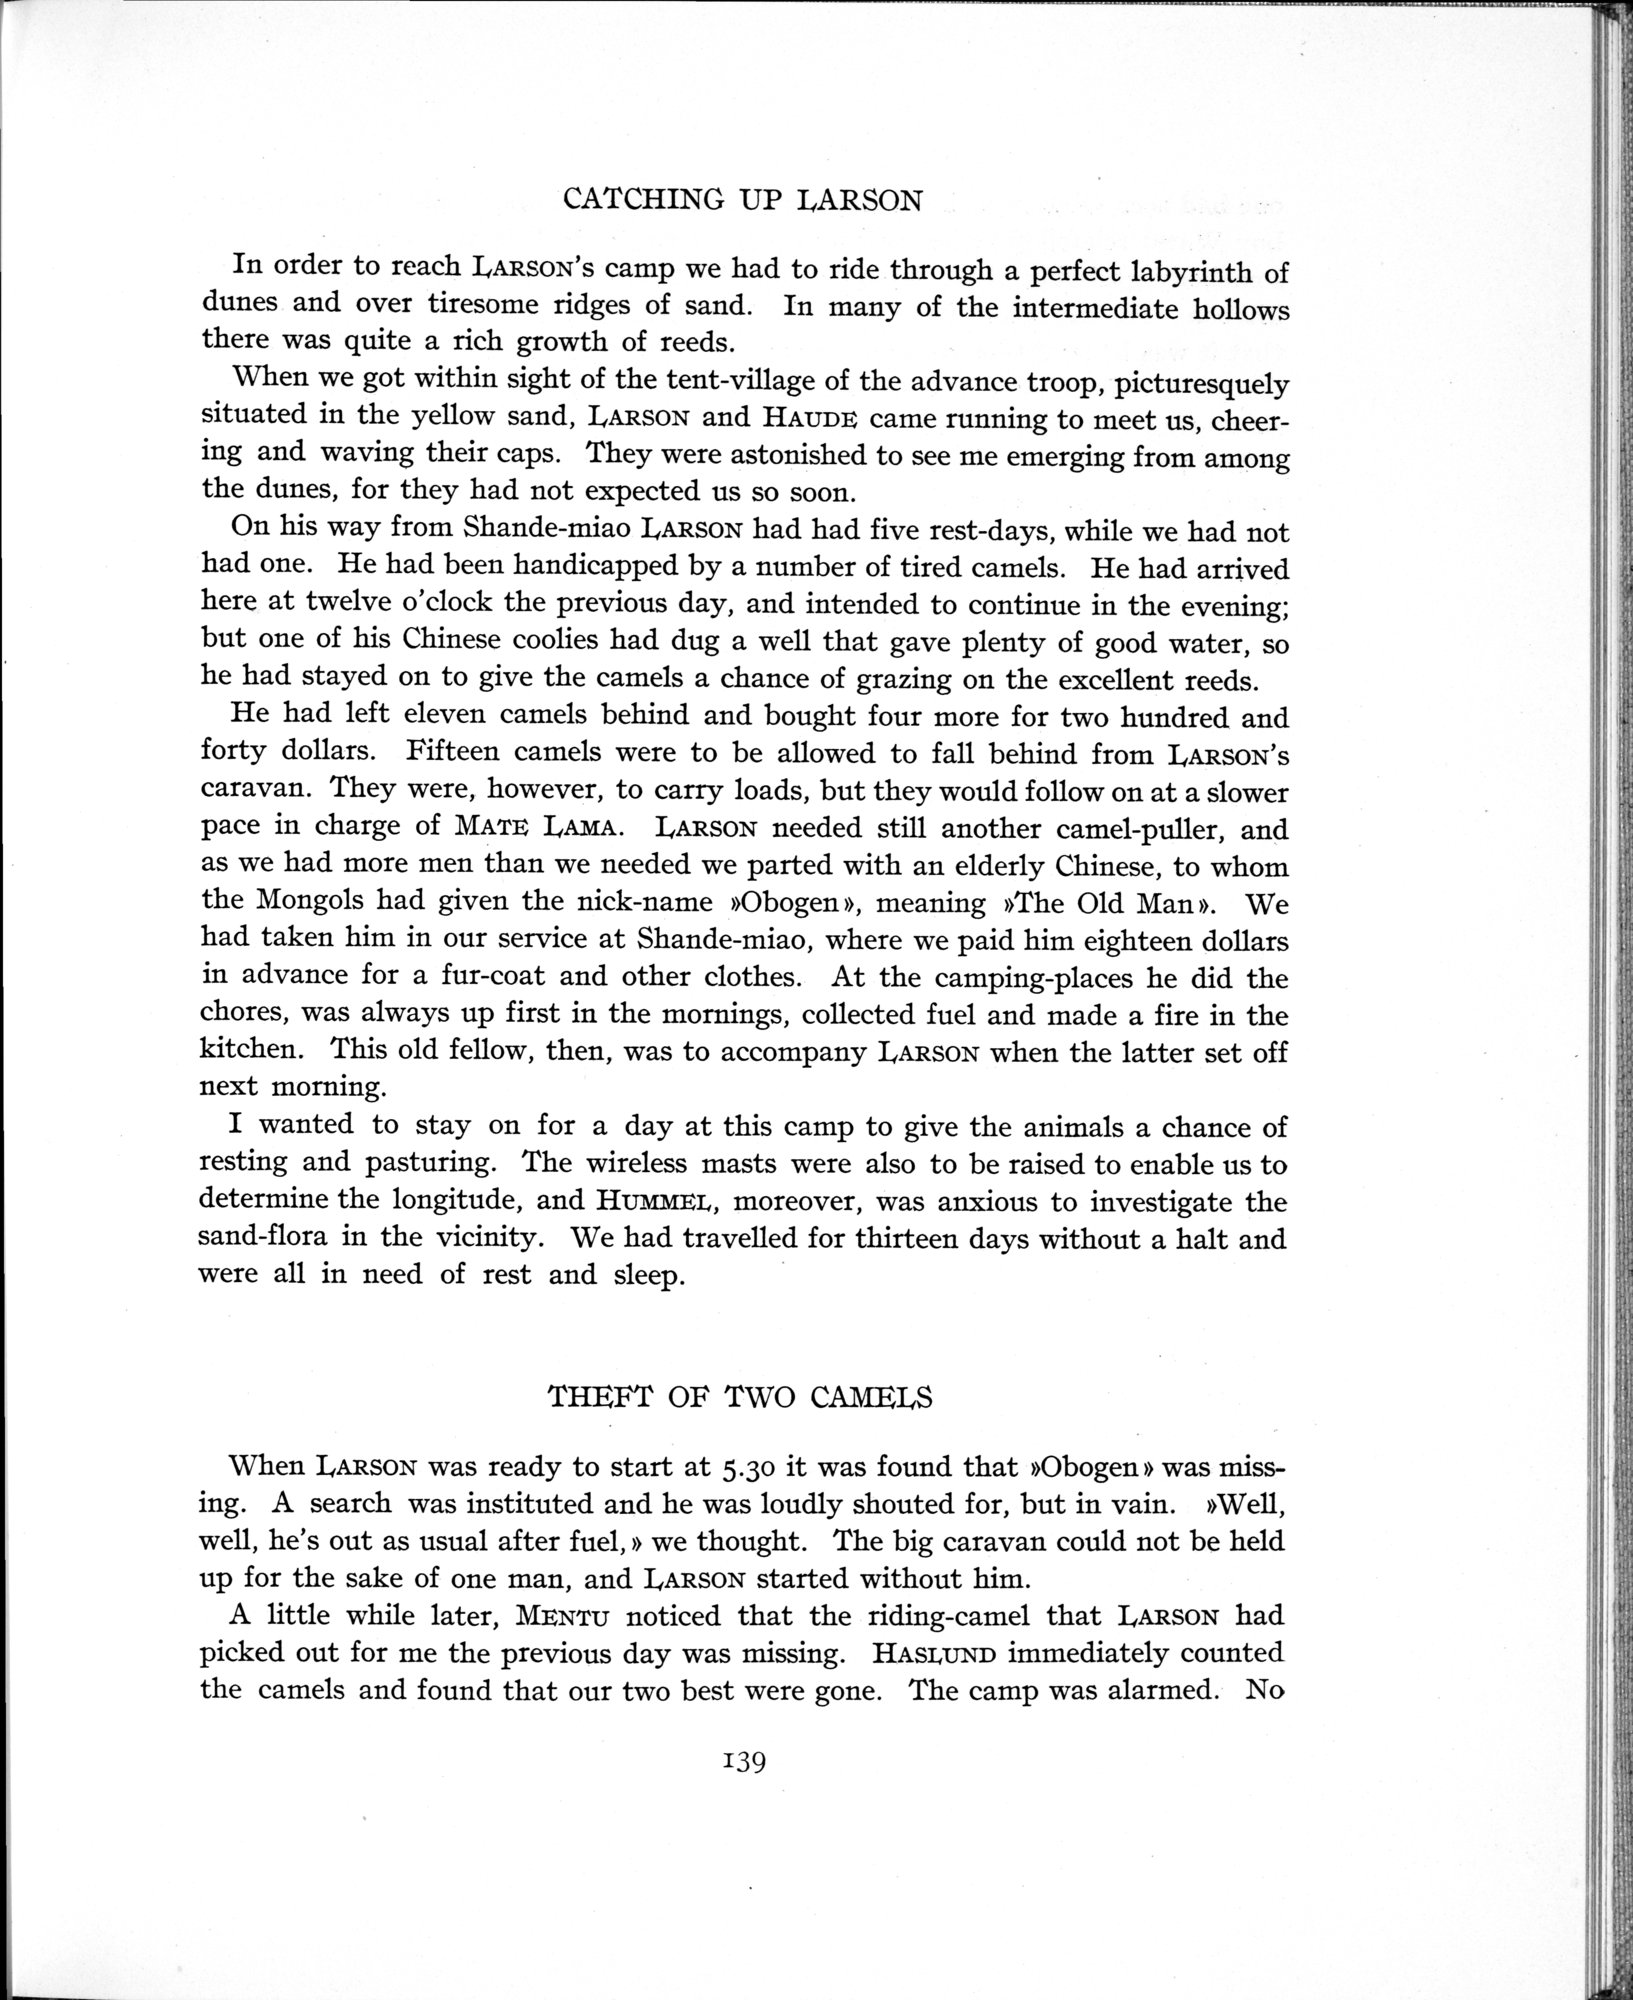 CATCHING UP LARSON
In order to reach LARSON's camp we had to ride through a perfect labyrinth of
dunes and over tiresome ridges of sand. In many of the intermediate hollows
there was quite a rich growth of reeds.
When we got within sight of the tent-village of the advance troop, picturesquely
situated in the yellow sand, LARSON and HAUDE came running to meet us, cheer-
ing and waving their caps. They were astonished to see me emerging from among
the dunes, for they had not expected us so soon.
On his way from Shande-miao LARSON had had five rest-days, while we had not
had one. He had been handicapped by a number of tired camels. He had arrived
here at twelve o'clock the previous day, and intended to continue in the evening;
but one of his Chinese coolies had dug a well that gave plenty of good water, so
he had stayed on to give the camels a chance of grazing on the excellent reeds.
He had left eleven camels behind and bought four more for two hundred and
forty dollars. Fifteen camels were to be allowed to fall behind from LARSON's
caravan. They were, however, to carry loads, but they would follow on at a slower
pace in charge of MATE LAMA. LARSON needed still another camel-puller, and
as we had more men than we needed we parted with an elderly Chinese, to whom
the Mongols had given the nick-name »Obogen», meaning »The Old Man». We
had taken him in our service at Shande-miao, where we paid him eighteen dollars
in advance for a fur-coat and other clothes. At the camping-places he did the
chores, was always up first in the mornings, collected fuel and made a fire in the
kitchen. This old fellow, then, was to accompany LARSON when the latter set off
next morning.
I wanted to stay on for a day at this camp to give the animals a chance of
resting and pasturing. The wireless masts were also to be raised to enable us to
determine the longitude, and HUMMEL, moreover, was anxious to investigate the
sand-flora in the vicinity. We had travelled for thirteen days without a halt and
were all in need of rest and sleep.
THEFT OF TWO CAMELS
When LARSON was ready to start at 5.30 it was found that »Obogen» was miss-
ing. A search was instituted and he was loudly shouted for, but in vain. »Well,
well, he's out as usual after fuel,» we thought. The big caravan could not be held
up for the sake of one man, and LARSON started without him.
A little while later, MENTU noticed that the riding-camel that LARSON had
picked out for me the previous day was missing. HASLUND immediately counted
the camels and found that our two best were gone. The camp was alarmed. No
139